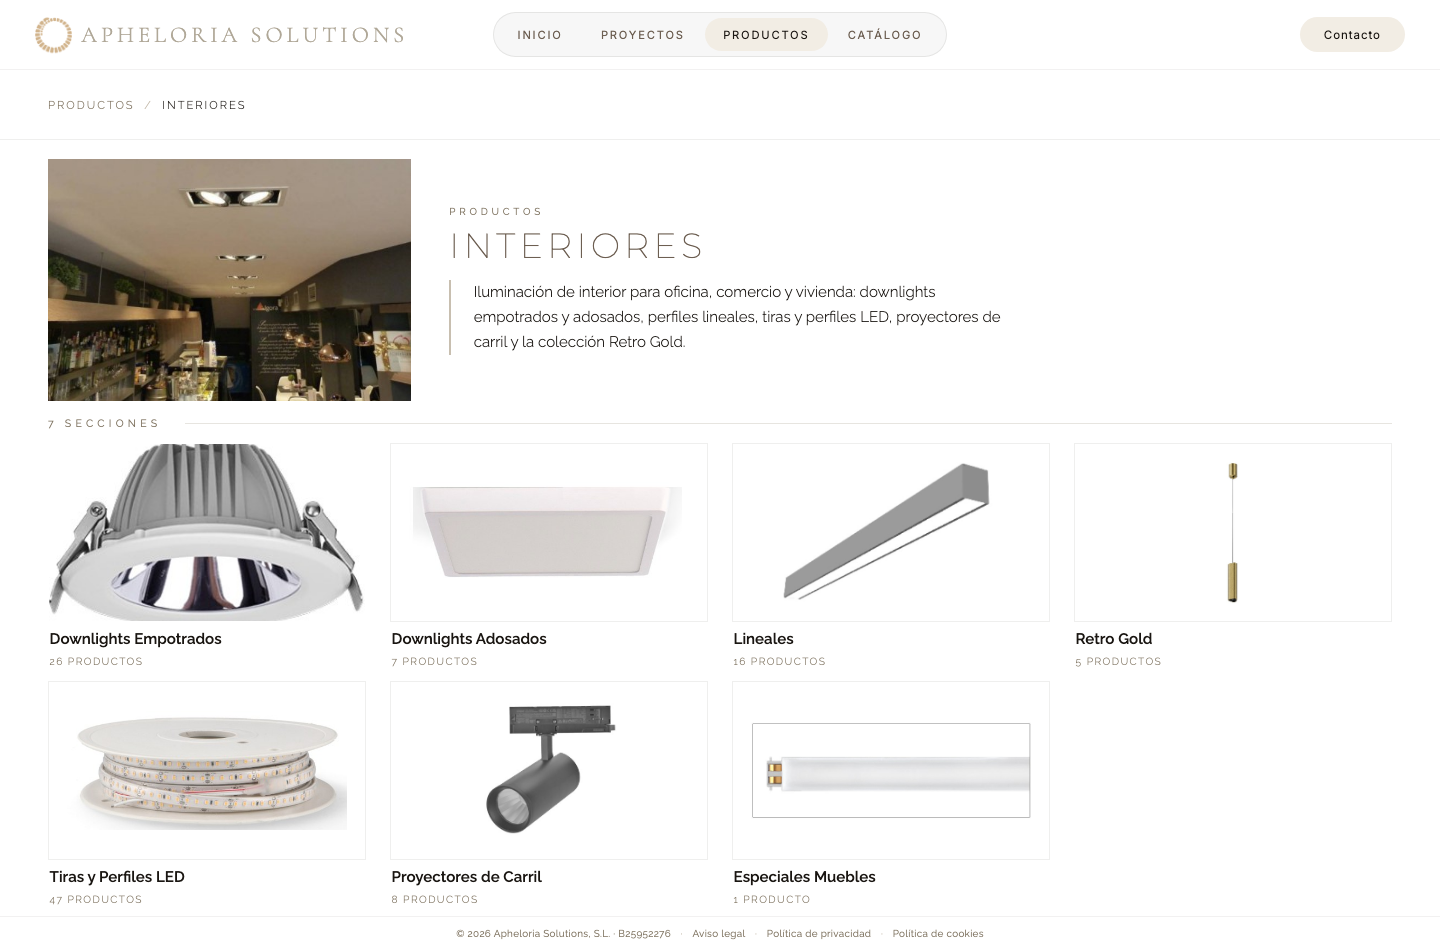 APHELORIA SOLUTIONS
INICIO
PROYECTOS
PRODUCTOS
CATÁLOGO
Contacto
PRODUCTOS / INTERIORES
PRODUCTOS
INTERIORES
Iluminación de interior para oficina, comercio y vivienda: downlights
empotrados y adosados, perfiles lineales, tiras y perfiles LED, proyectores de
carril y la colección Retro Gold.
7 SECCIONES
Downlights Empotrados
26 PRODUCTOS
Downlights Adosados
7 PRODUCTOS
Lineales
16 PRODUCTOS
Retro Gold
5 PRODUCTOS
Tiras y Perfiles LED
47 PRODUCTOS
Proyectores de Carril
8 PRODUCTOS
Especiales Muebles
1 PRODUCTO
© 2026 Apheloria Solutions, S.L. · B25952276 · Aviso legal · Política de privacidad · Política de cookies